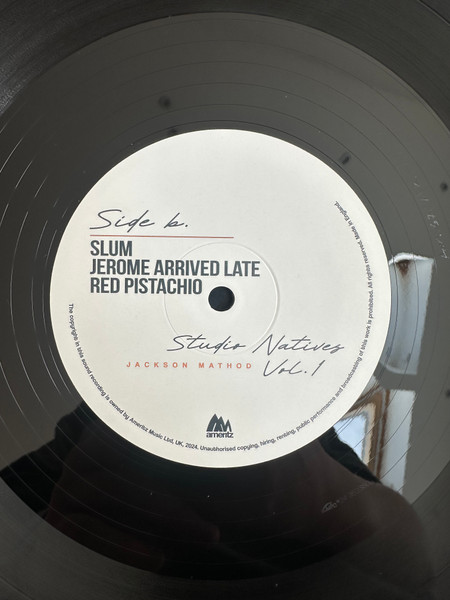 Side b.
SLUM
JEROME ARRIVED LATE
RED PISTACHIO
Studio Natives
JACKSON MATHOD Vol.1
amentz
The copyright in this sound recording is owned by Amentz Music Ltd, UK, 2024. Unauthorised copying, hiring, renting, public performance and broadcasting of this work is prohibited. All rights reserved. Made in England.